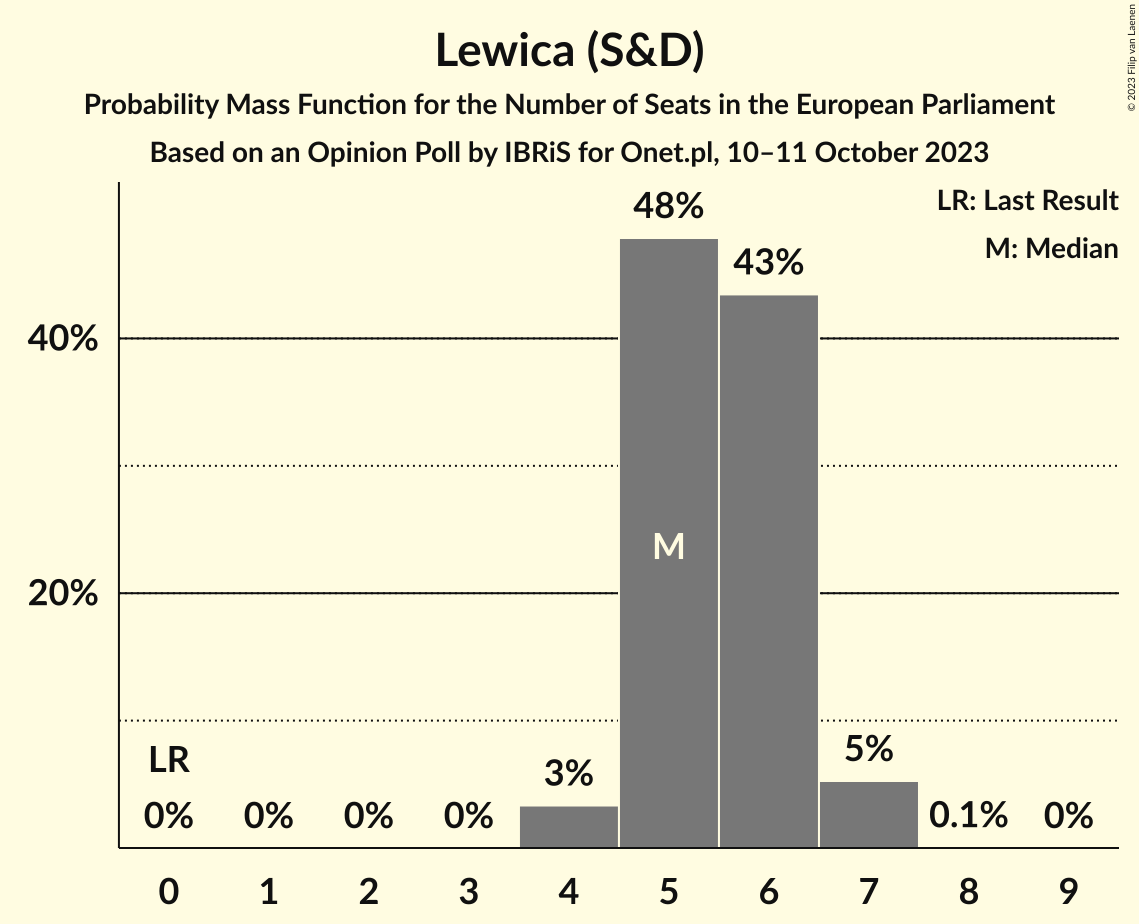 Lewica (S&D)
Probability Mass Function for the Number of Seats in the European Parliament
Based on an Opinion Poll by IBRiS for Onet.pl, 10–11 October 2023
© 2023 Filip van Laenen
LR: Last Result
M: Median
48%
43%
40%
M
20%
LR
5%
3%
0% 0% 0% 0% 0.1% 0%
0 1 2 3 4 5 6 7 8 9